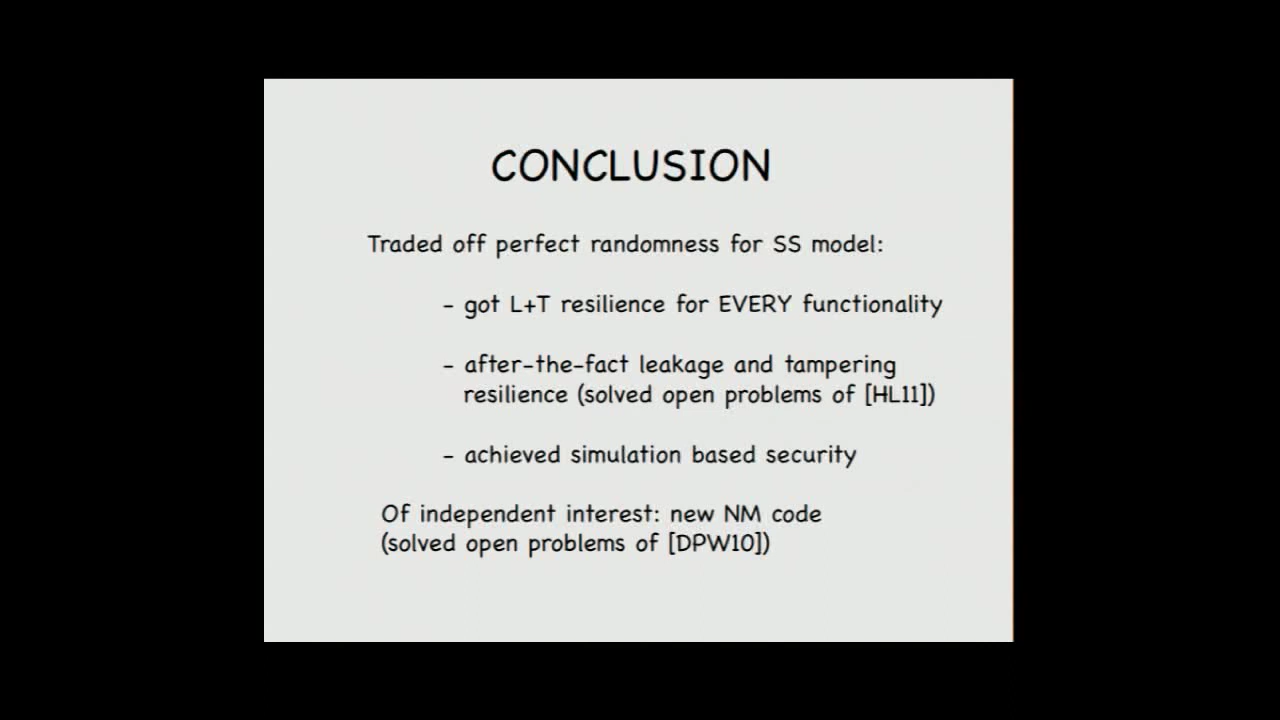 CONCLUSION
Traded off perfect randomness for SS model:
- got L+T resilience for EVERY functionality
- after-the-fact leakage and tampering
resilience (solved open problems of [HL11])
- achieved simulation based security
Of independent interest: new NM code
(solved open problems of [DPW10])